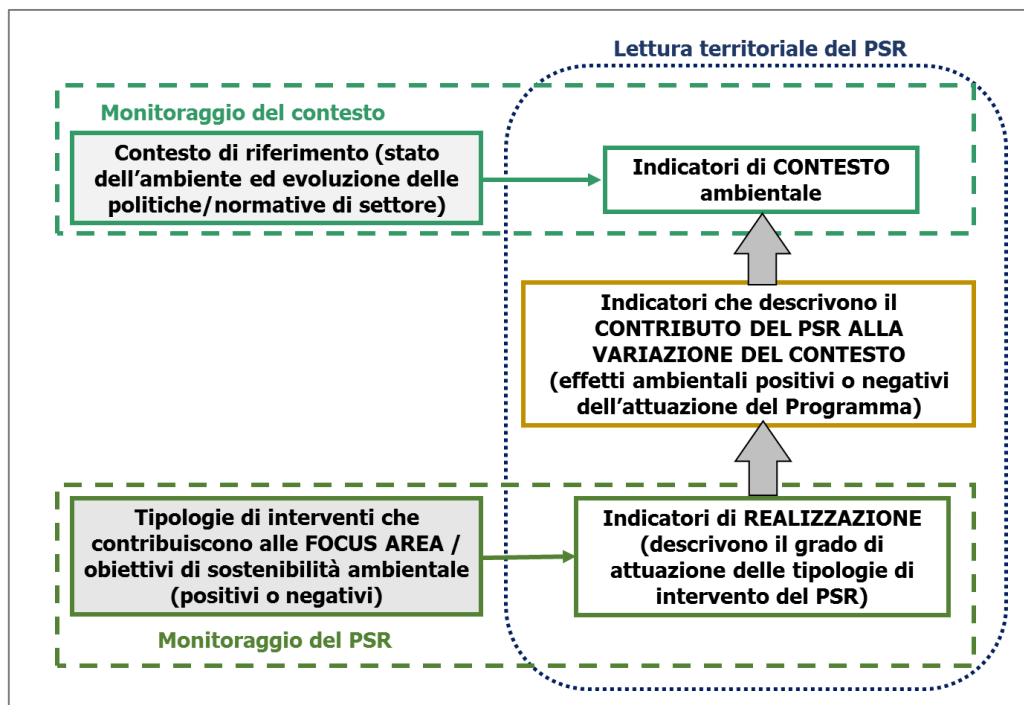 Lettura territoriale del PSR
Monitoraggio del contesto
Contesto di riferimento (stato
dell'ambiente ed evoluzione delle
politiche/normative di settore)
Indicatori di CONTESTO
ambientale
Indicatori che descrivono il
CONTRIBUTO DEL PSR ALLA
VARIAZIONE DEL CONTESTO
(effetti ambientali positivi o negativi
dell'attuazione del Programma)
Tipologie di interventi che
contribuiscono alle FOCUS AREA /
obiettivi di sostenibilità ambientale
(positivi o negativi)
Indicatori di REALIZZAZIONE
(descrivono il grado di
attuazione delle tipologie di
intervento del PSR)
Monitoraggio del PSR